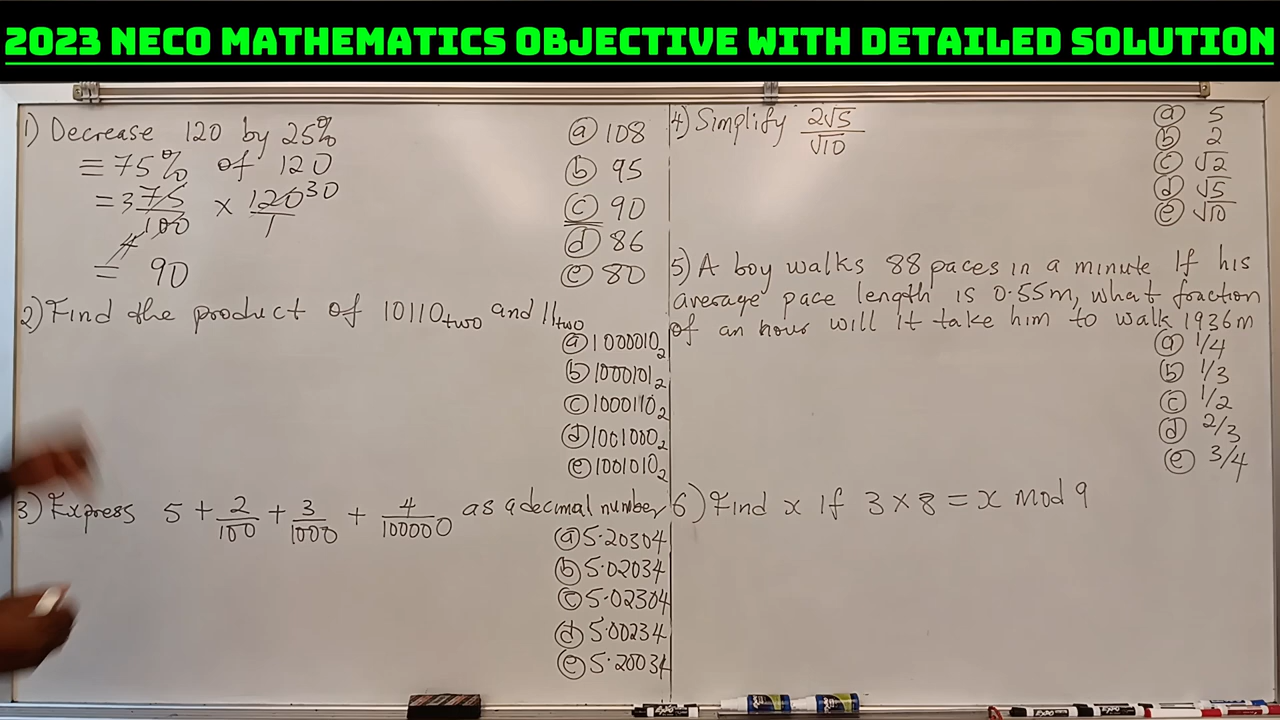 2023 NECO MATHEMATICS OBJECTIVE WITH DETAILED SOLUTION
1) Decrease 120 by 25%
≡ 75% of 120
= 3 75/100 4 × 120/1 30
= 90
ⓐ 108
ⓑ 95
ⓒ 90
ⓓ 86
ⓔ 80
2) Find the product of 10110two and 11two
ⓐ 1000010₂
ⓑ 1000101₂
ⓒ 1000110₂
ⓓ 1001000₂
ⓔ 1001010₂
3) Express 5 + 2/100 + 3/1000 + 4/100000 as a decimal number
ⓐ 5.20304
ⓑ 5.02034
ⓒ 5.02304
ⓓ 5.00234
ⓔ 5.20034
4) Simplify 2√5/√10
ⓐ 5
ⓑ 2
ⓒ √2
ⓓ √5
ⓔ √10
5) A boy walks 88 paces in a minute If his
average pace length is 0.55m, what fraction
of an hour will it take him to walk 1936m
ⓐ 1/4
ⓑ 1/3
ⓒ 1/2
ⓓ 2/3
ⓔ 3/4
6) Find x if 3 × 8 = x mod 9